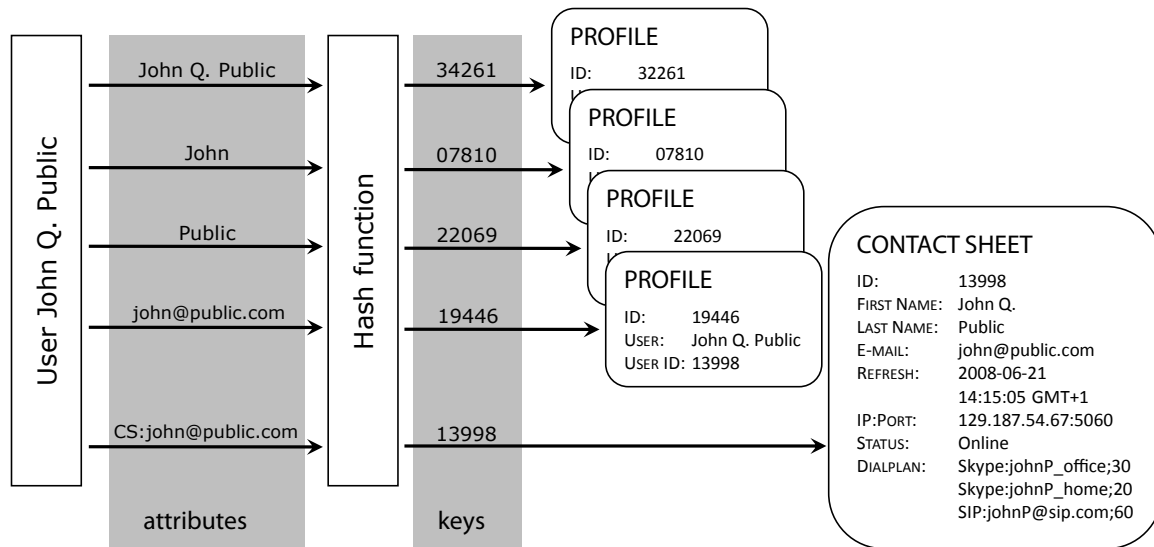 User John Q. Public
John Q. Public
John
Public
john@public.com
CS:john@public.com
attributes
Hash function
34261
07810
22069
19446
13998
keys
PROFILE
ID: 32261
PROFILE
ID: 07810
PROFILE
ID: 22069
PROFILE
ID: 19446
USER: John Q. Public
USER ID: 13998
CONTACT SHEET
ID: 13998
FIRST NAME: John Q.
LAST NAME: Public
E-MAIL: john@public.com
REFRESH: 2008-06-21
14:15:05 GMT+1
IP:PORT: 129.187.54.67:5060
STATUS: Online
DIALPLAN: Skype:johnP_office;30
Skype:johnP_home;20
SIP:johnP@sip.com;60